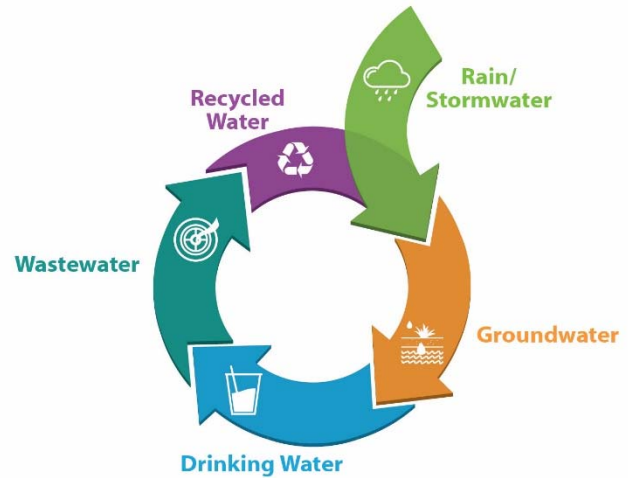 Rain/
Stormwater
Recycled
Water
Wastewater
Groundwater
Drinking Water